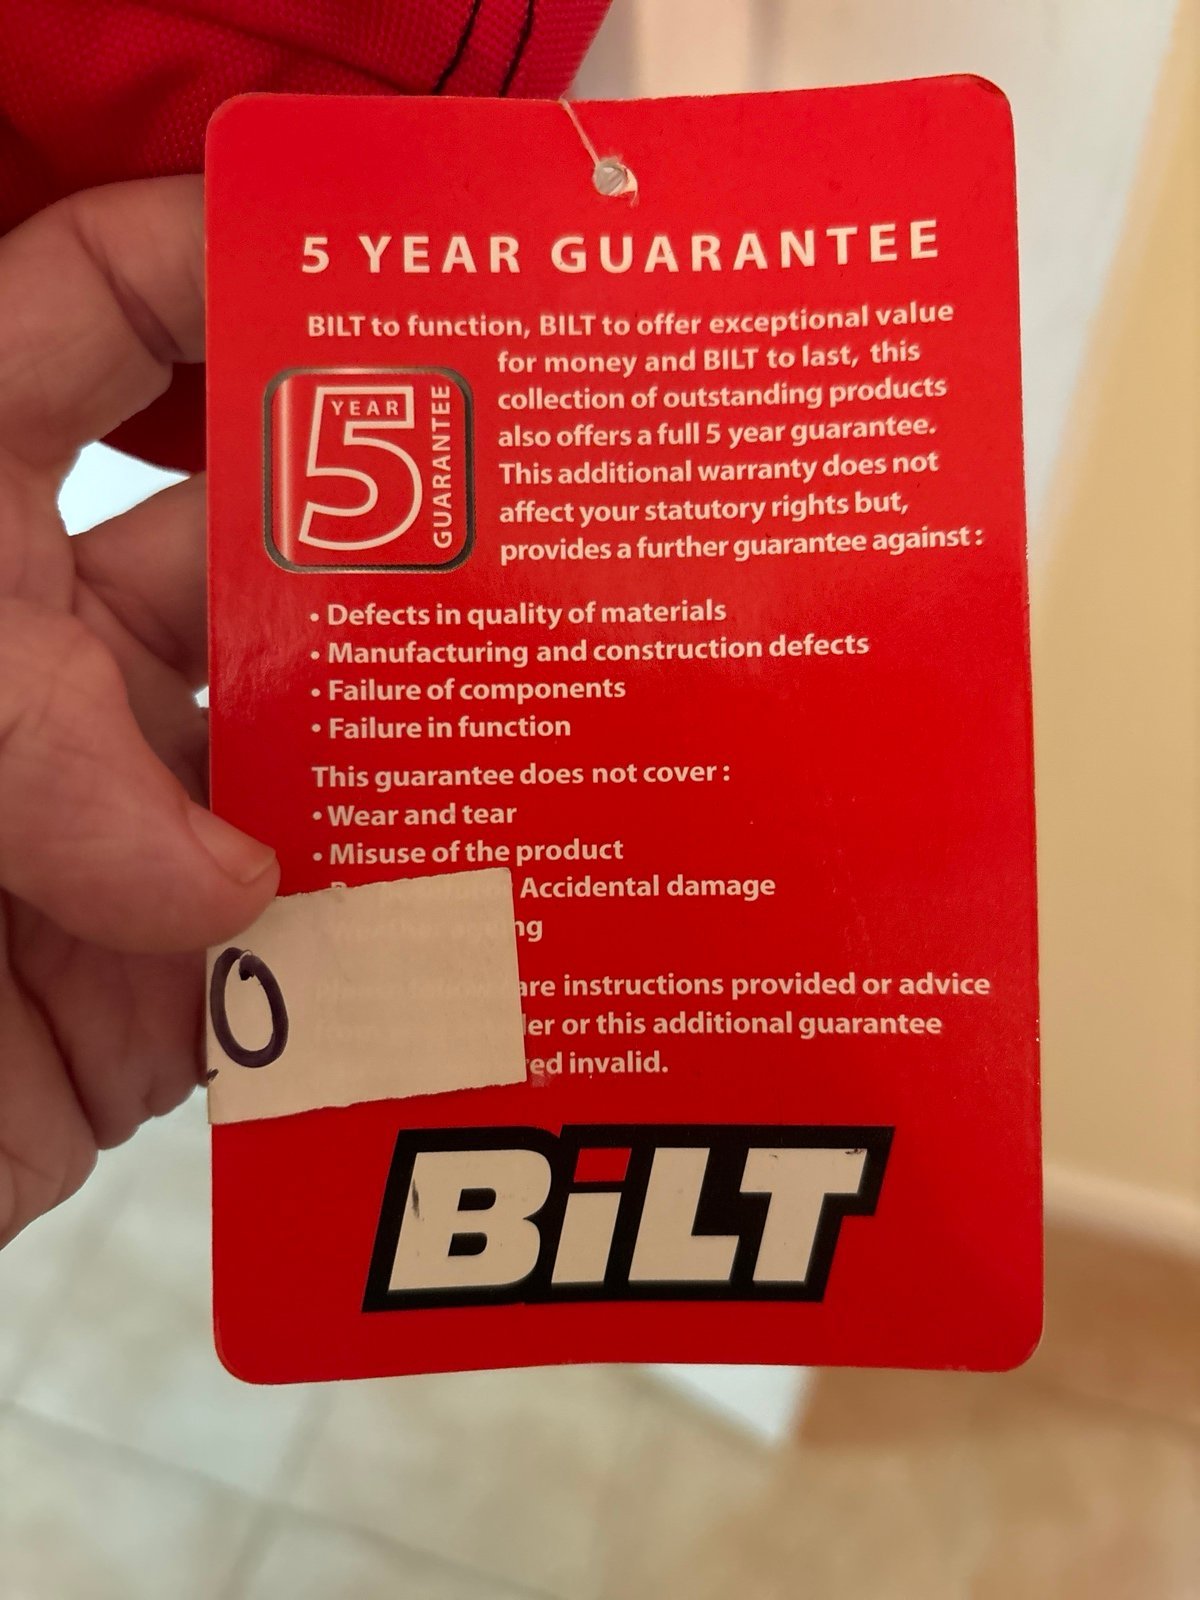 5 YEAR GUARANTEE
BILT to function, BILT to offer exceptional value
for money and BILT to last, this
collection of outstanding products
also offers a full 5 year guarantee.
This additional warranty does not
affect your statutory rights but,
provides a further guarantee against :
YEAR
5
GUARANTEE
• Defects in quality of materials
• Manufacturing and construction defects
• Failure of components
• Failure in function
This guarantee does not cover :
• Wear and tear
• Misuse of the product
Accidental damage
instructions provided or advice
or this additional guarantee
invalid.
0
BiLT